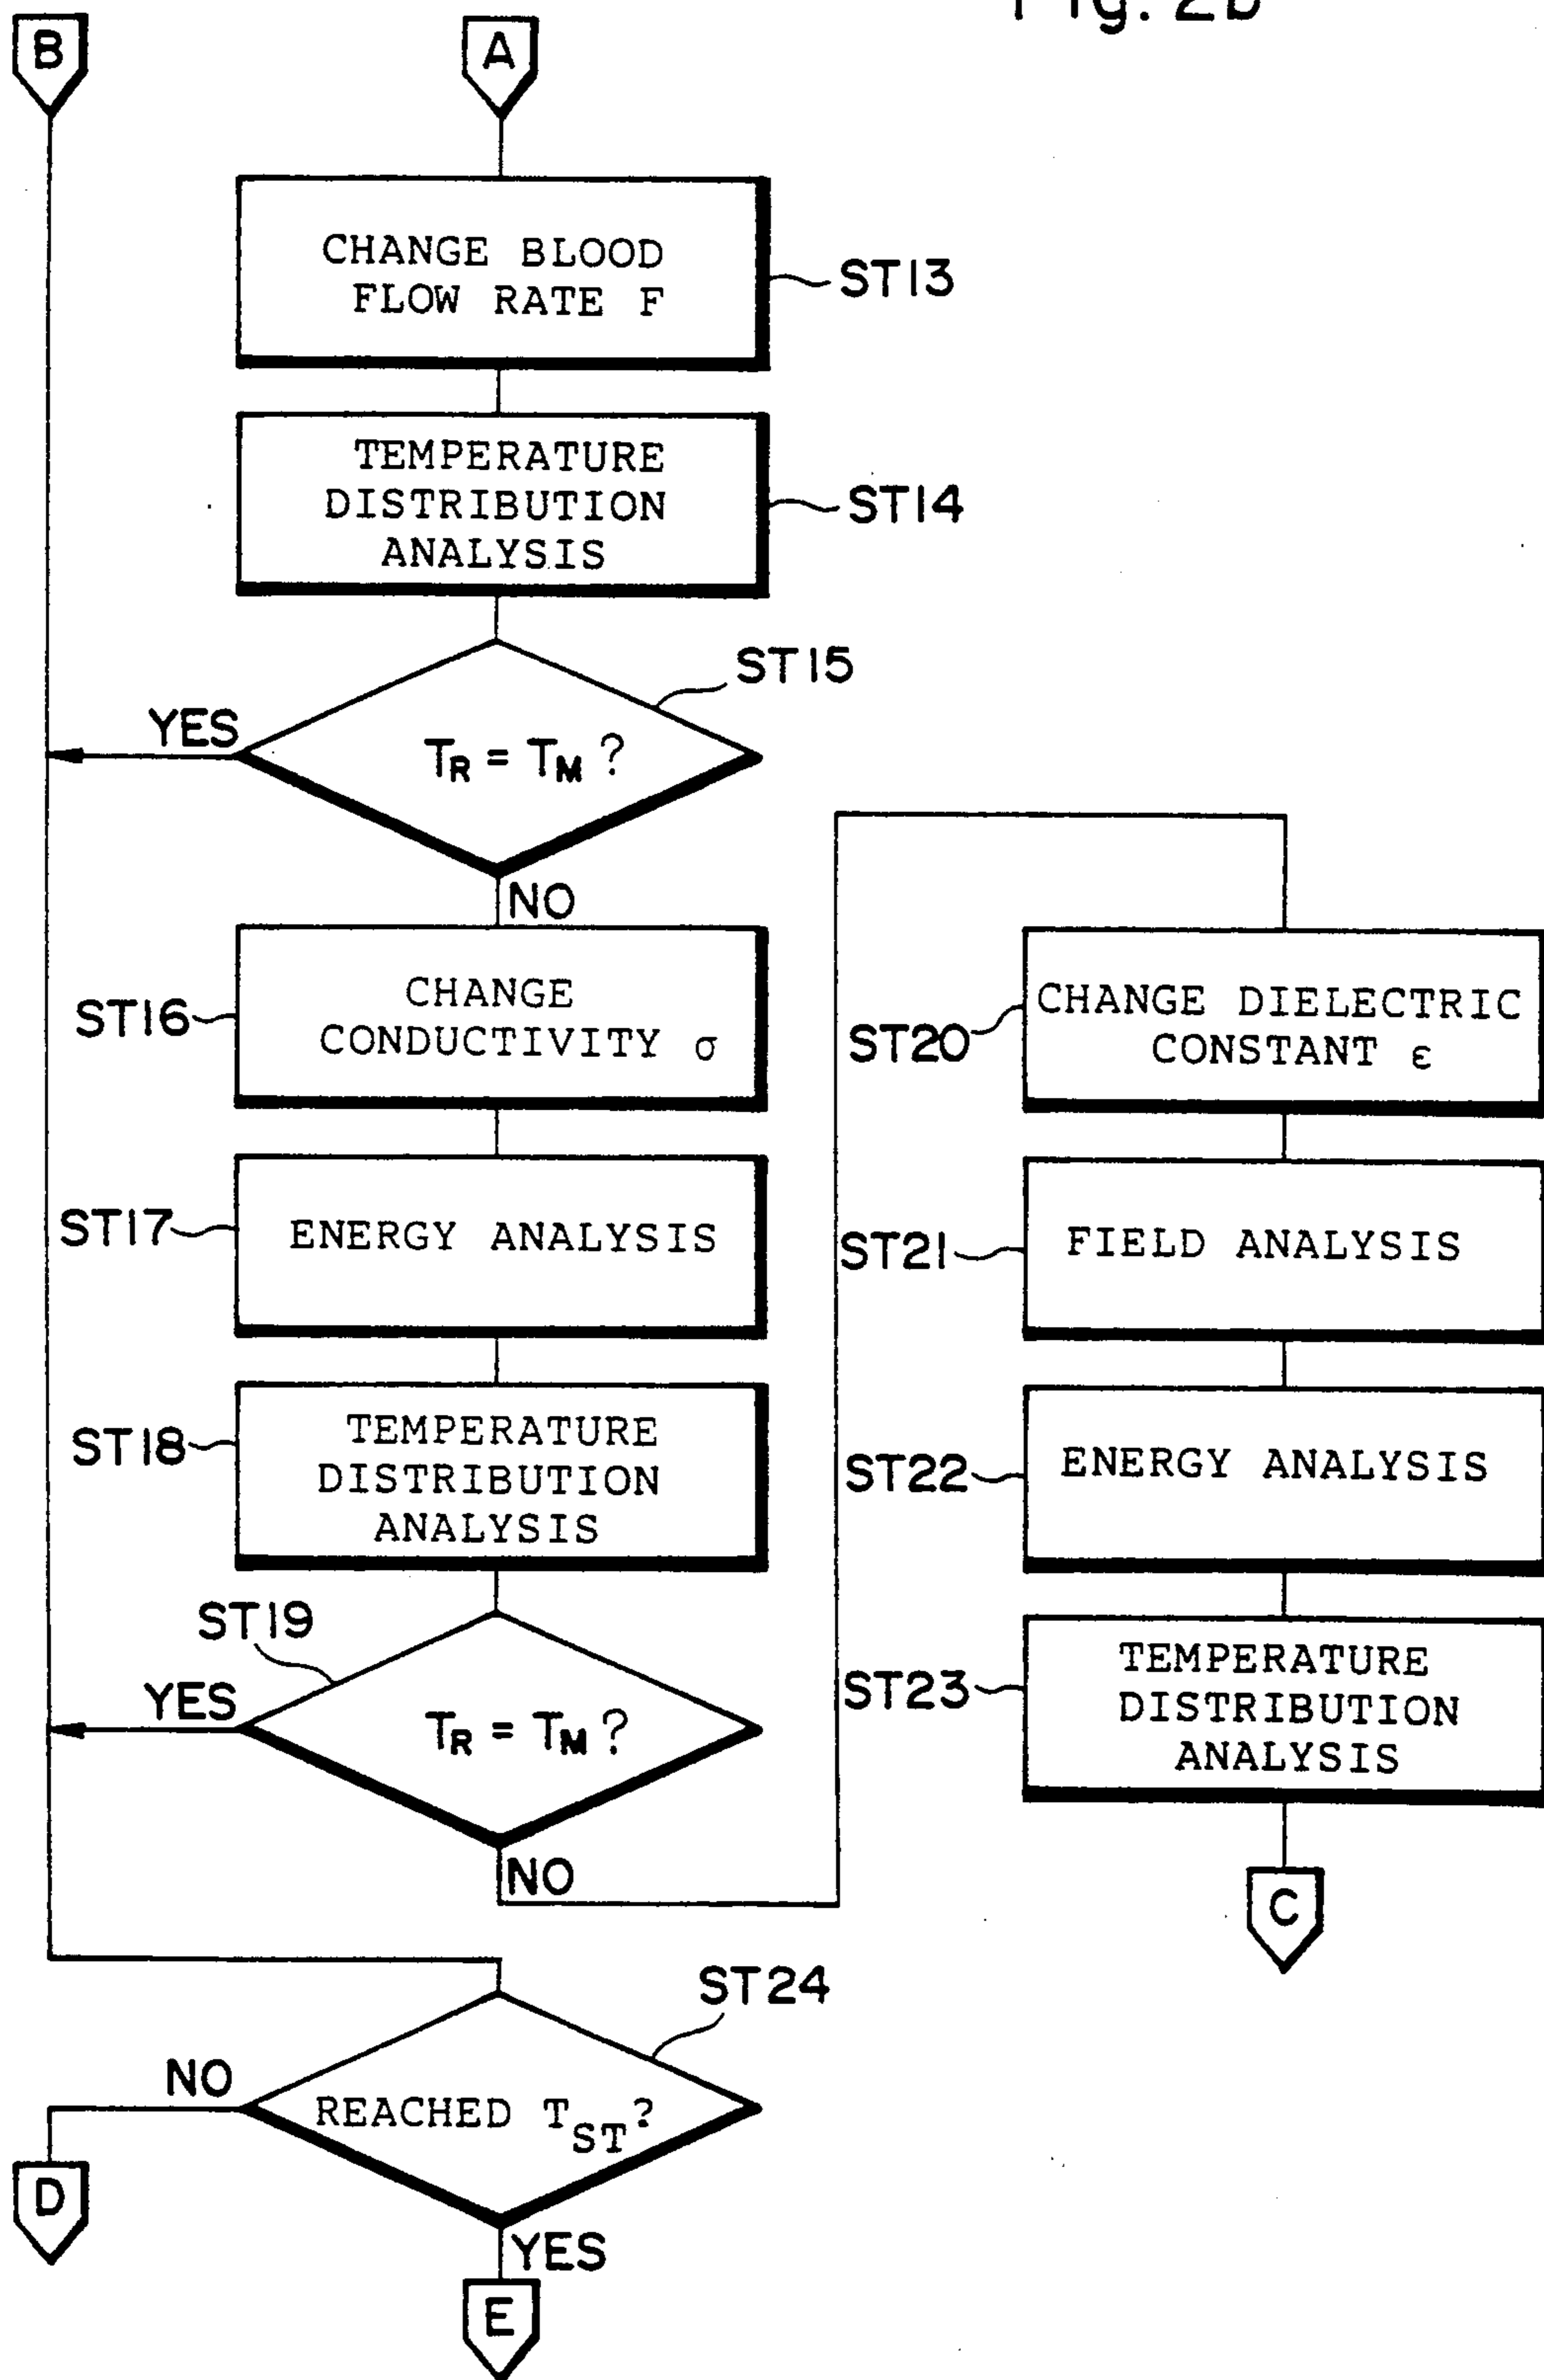 Fig. 2b
B
A
CHANGE BLOOD
FLOW RATE F
ST13
TEMPERATURE
DISTRIBUTION
ANALYSIS
ST14
ST15
YES
TR = TM ?
NO
CHANGE
CONDUCTIVITY σ
ST16
ENERGY ANALYSIS
ST17
TEMPERATURE
DISTRIBUTION
ANALYSIS
ST18
ST19
YES
TR = TM ?
NO
CHANGE DIELECTRIC
CONSTANT ε
ST20
FIELD ANALYSIS
ST21
ENERGY ANALYSIS
ST22
TEMPERATURE
DISTRIBUTION
ANALYSIS
ST23
C
ST24
NO
REACHED TST?
D
YES
E